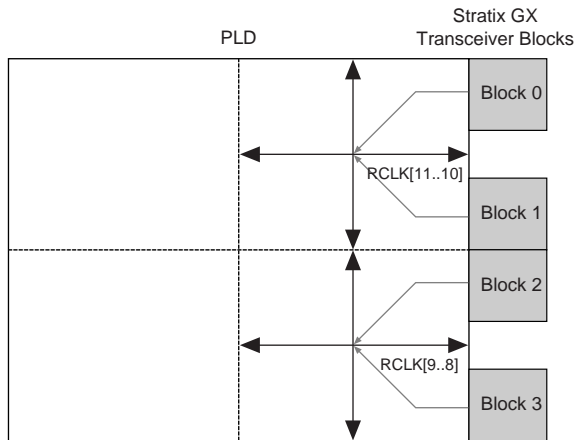 Stratix GX
PLD
Transceiver Blocks
Block 0
RCLK[11..10]
Block 1
Block 2
RCLK[9..8]
Block 3